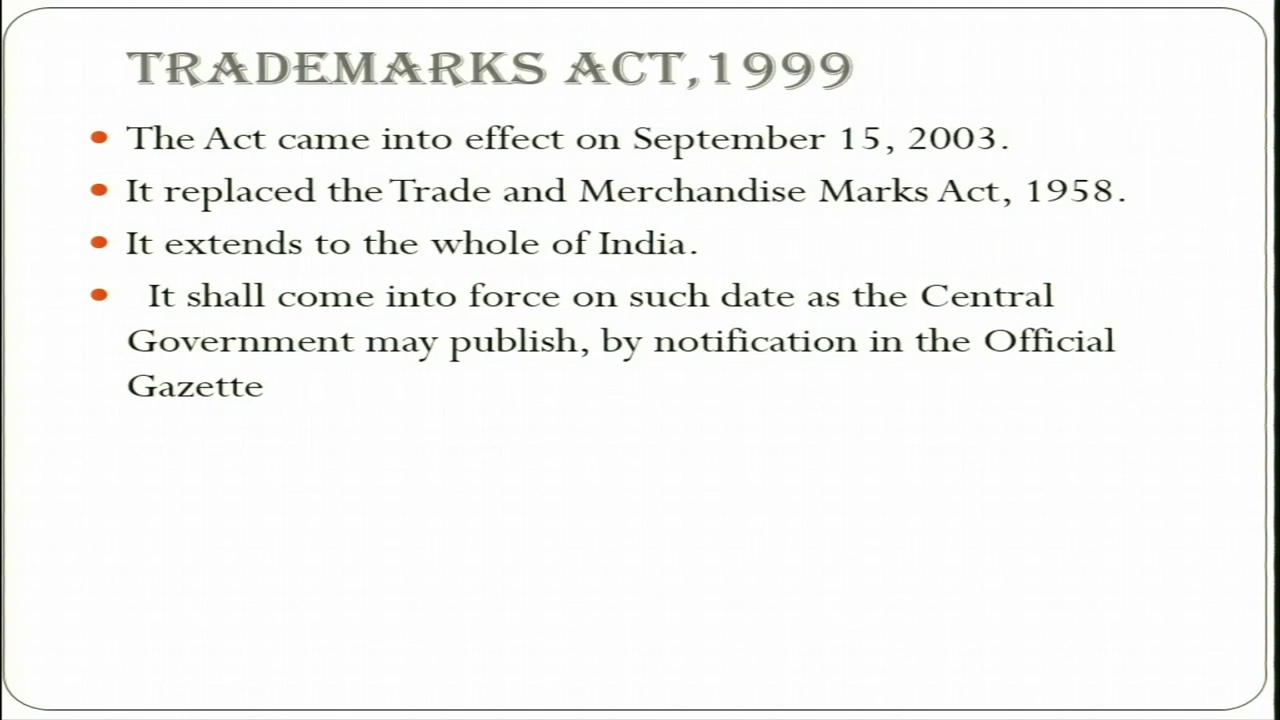 TRADEMARKS ACT,1999
• The Act came into effect on September 15, 2003.
• It replaced the Trade and Merchandise Marks Act, 1958.
• It extends to the whole of India.
• It shall come into force on such date as the Central
Government may publish, by notification in the Official
Gazette